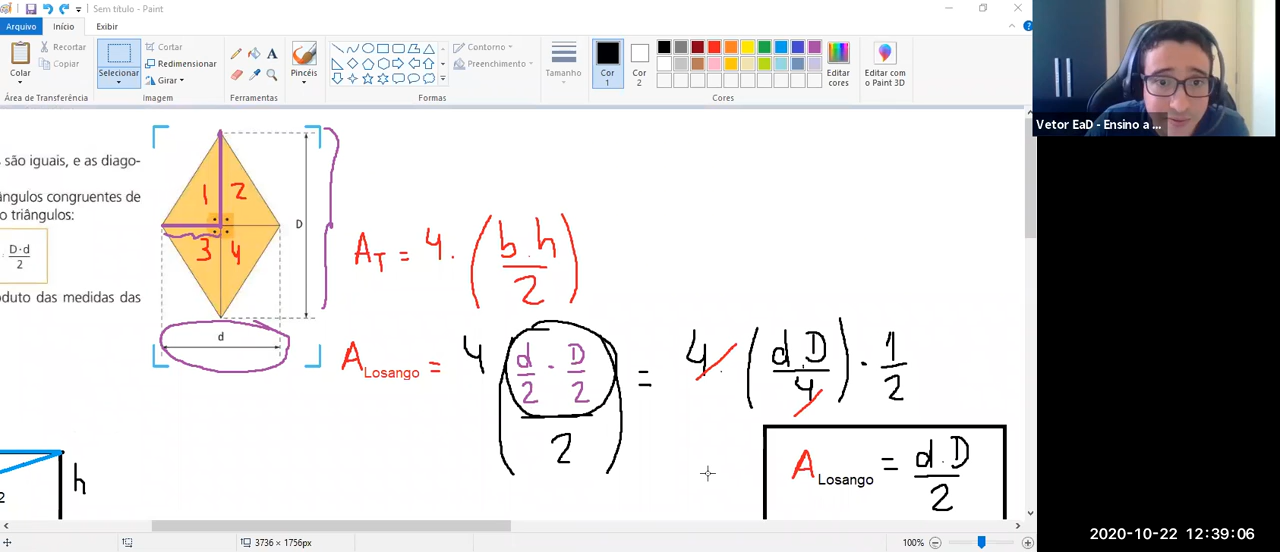 Sem título - Paint
Arquivo Início Exibir
Colar
Recortar
Copiar
Área de Transferência
Selecionar
Cortar
Redimensionar
Girar
Imagem
A
Ferramentas
Pincéis
Contorno
Preenchimento
Formas
Tamanho
Cor 1
Cor 2
Editar cores
Cores
Editar com o Paint 3D
Vetor EaD - Ensino a ...
s são iguais, e as diago-
ângulos congruentes de
o triângulos:
D·d
=
2
oduto das medidas das
1 2
3 4
D
d
A_T = 4 . (b.h / 2)
A_Losango = 4 (d/2 . D/2 / 2) = 4 . (d.D / 4) . 1/2
A_Losango = d.D / 2
h
2
3736 × 1756px
100%
2020-10-22 12:39:06